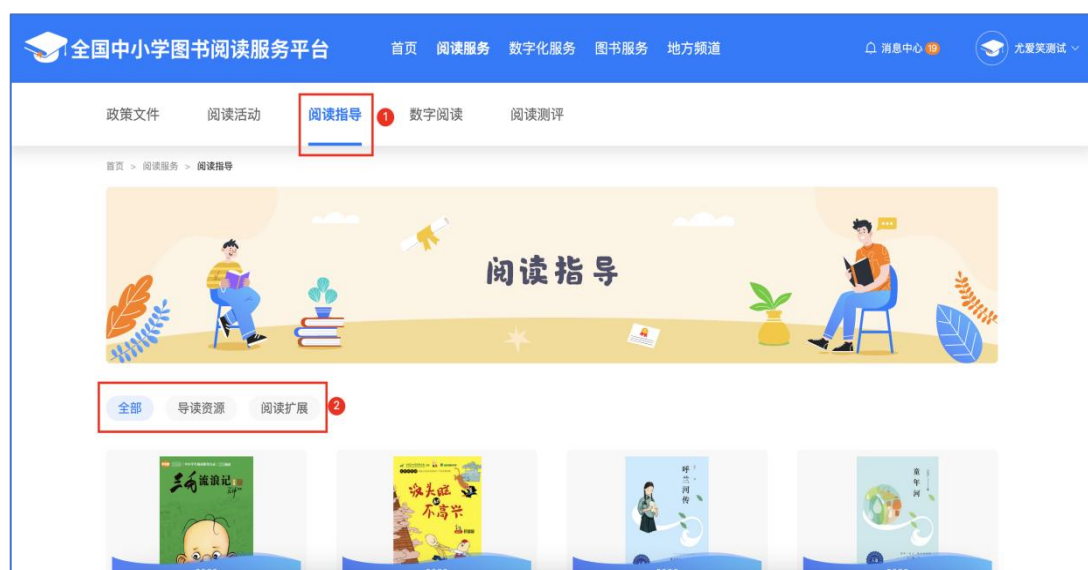 全国中小学图书阅读服务平台 首页 阅读服务 数字化服务 图书服务 地方频道 消息中心 19 尤爱笑测试
政策文件 阅读活动 阅读指导 1 数字阅读 阅读测评
首页 > 阅读服务 > 阅读指导
阅读指导
全部 导读资源 阅读扩展 2
三毛流浪记
没头脑和不高兴
呼兰河传
童年河